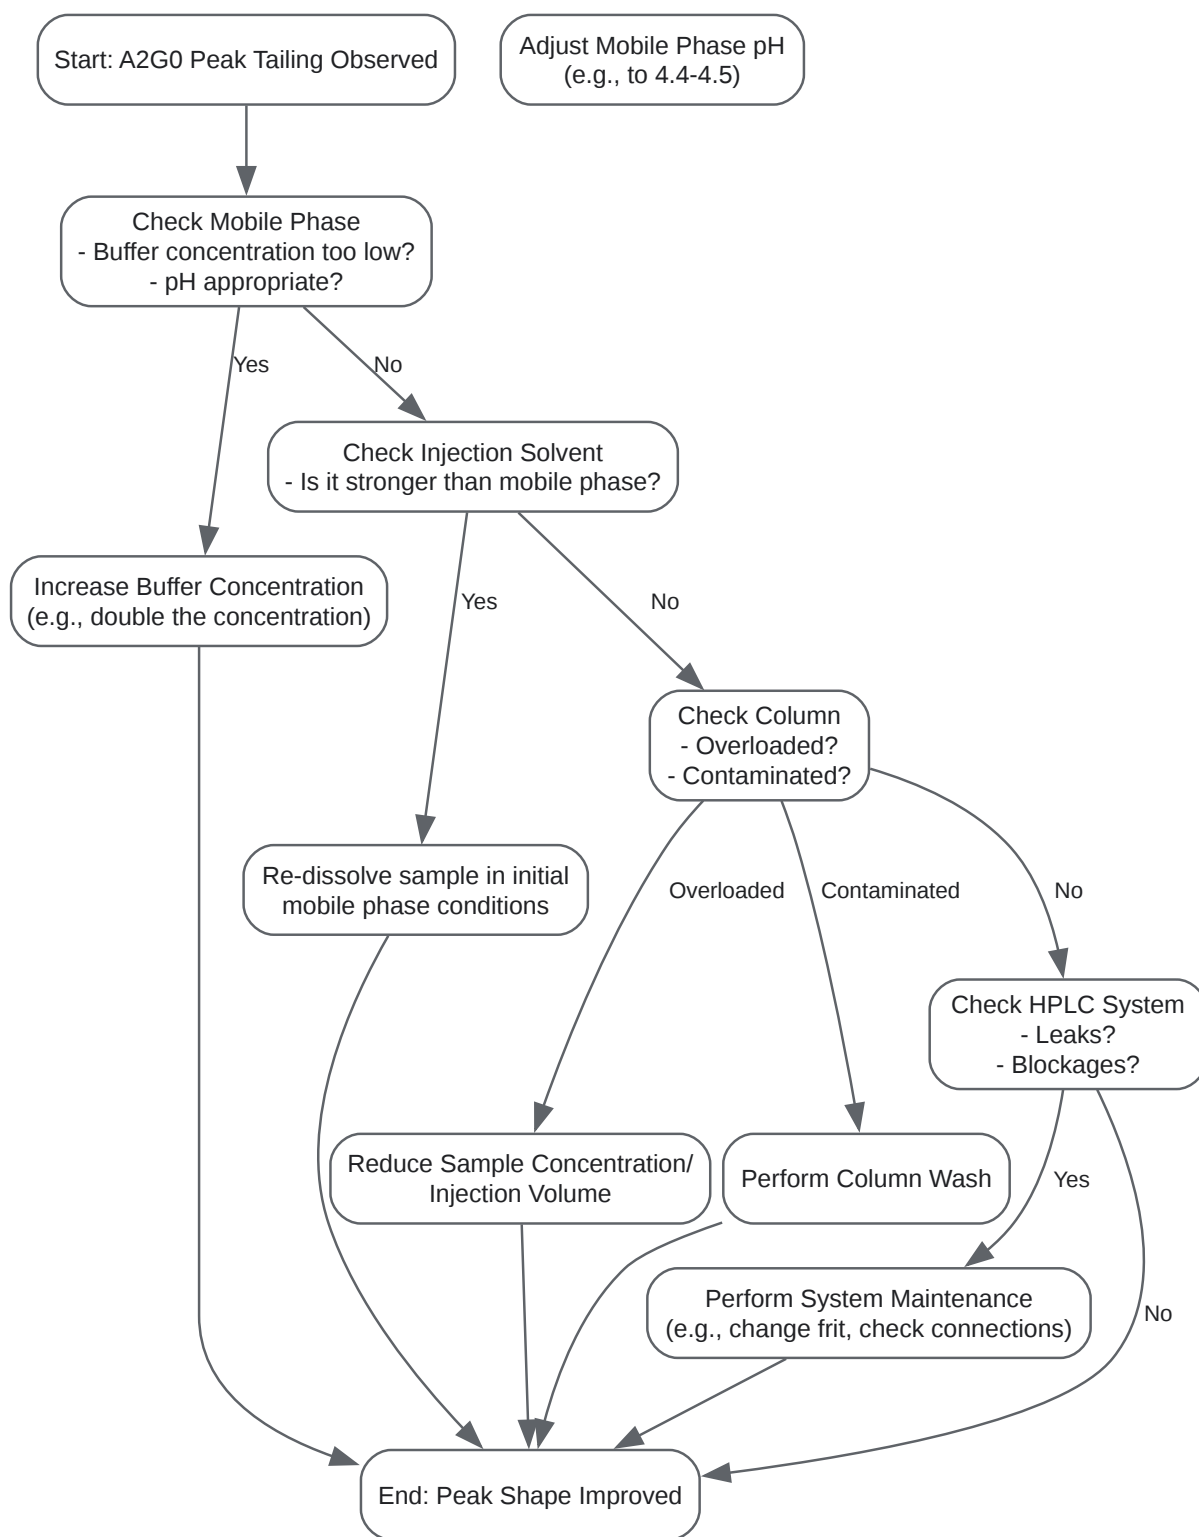 Start: A2G0 Peak Tailing Observed
Adjust Mobile Phase pH
(e.g., to 4.4-4.5)
Check Mobile Phase
- Buffer concentration too low?
- pH appropriate?
Yes
No
Check Injection Solvent
- Is it stronger than mobile phase?
Increase Buffer Concentration
(e.g., double the concentration)
Yes
No
Check Column
- Overloaded?
- Contaminated?
Re-dissolve sample in initial
mobile phase conditions
Overloaded
Contaminated
No
Check HPLC System
- Leaks?
- Blockages?
Reduce Sample Concentration/
Injection Volume
Perform Column Wash
Yes
Perform System Maintenance
(e.g., change frit, check connections)
No
End: Peak Shape Improved